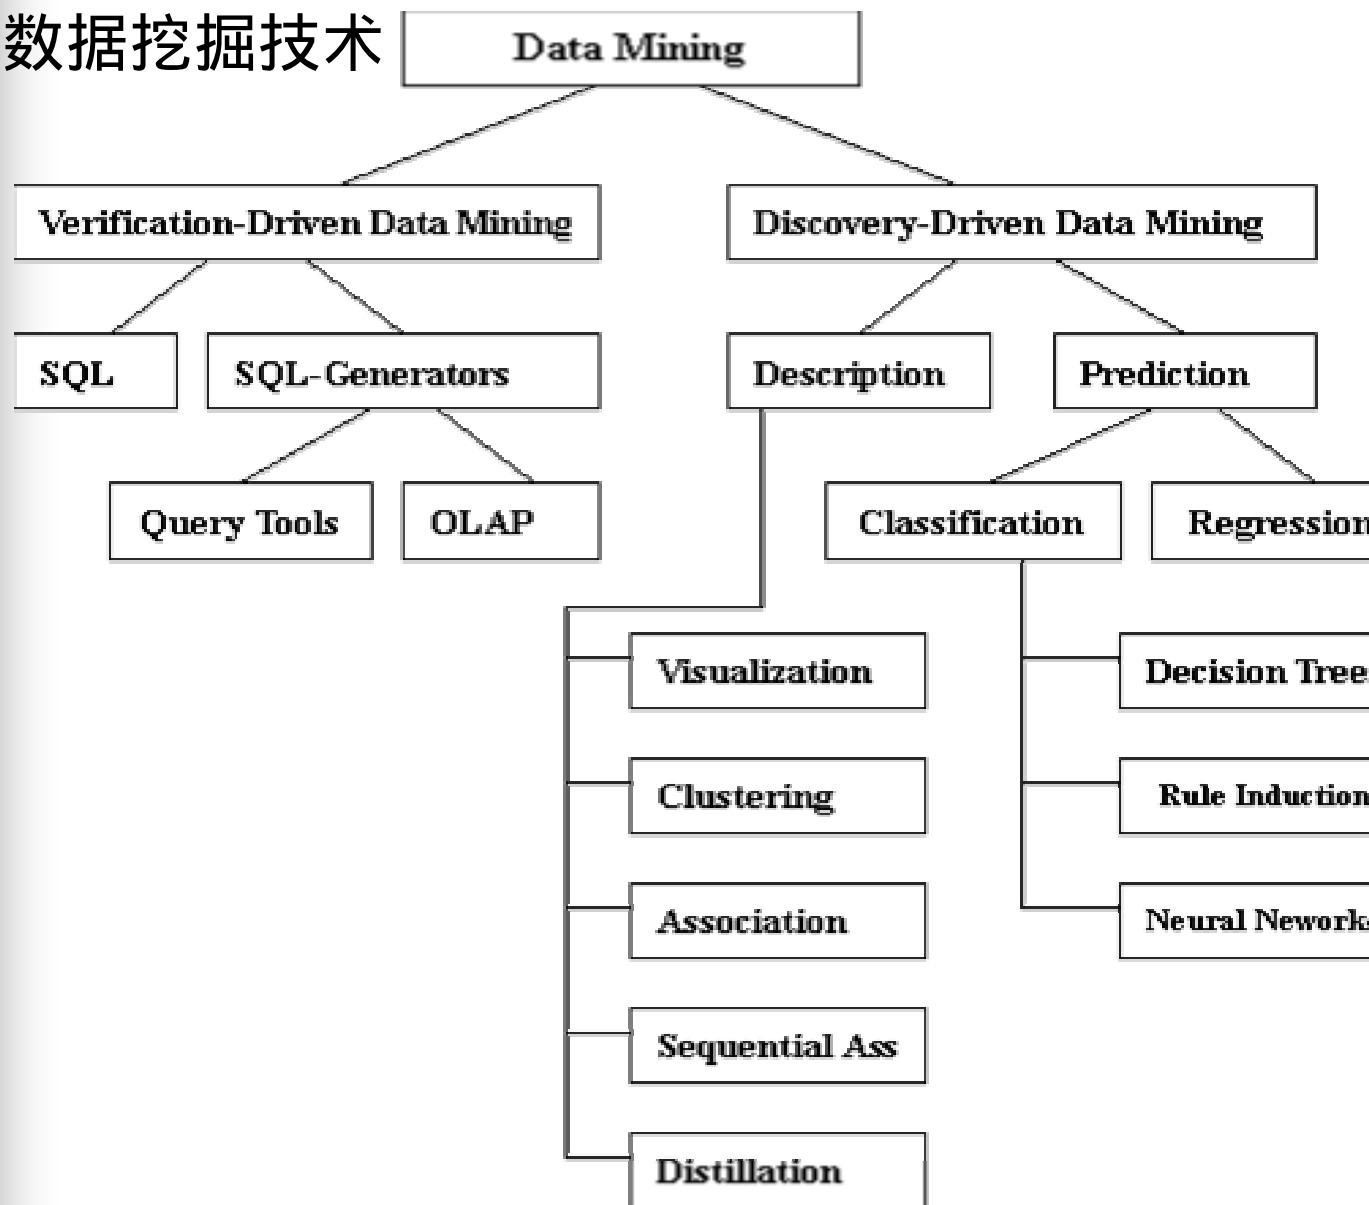 数据挖掘技术
Data Mining
Verification-Driven Data Mining
Discovery-Driven Data Mining
SQL
SQL-Generators
Description
Prediction
Query Tools
OLAP
Classification
Regression
Visualization
Decision Tree
Clustering
Rule Induction
Association
Neural Neworks
Sequential Ass
Distillation